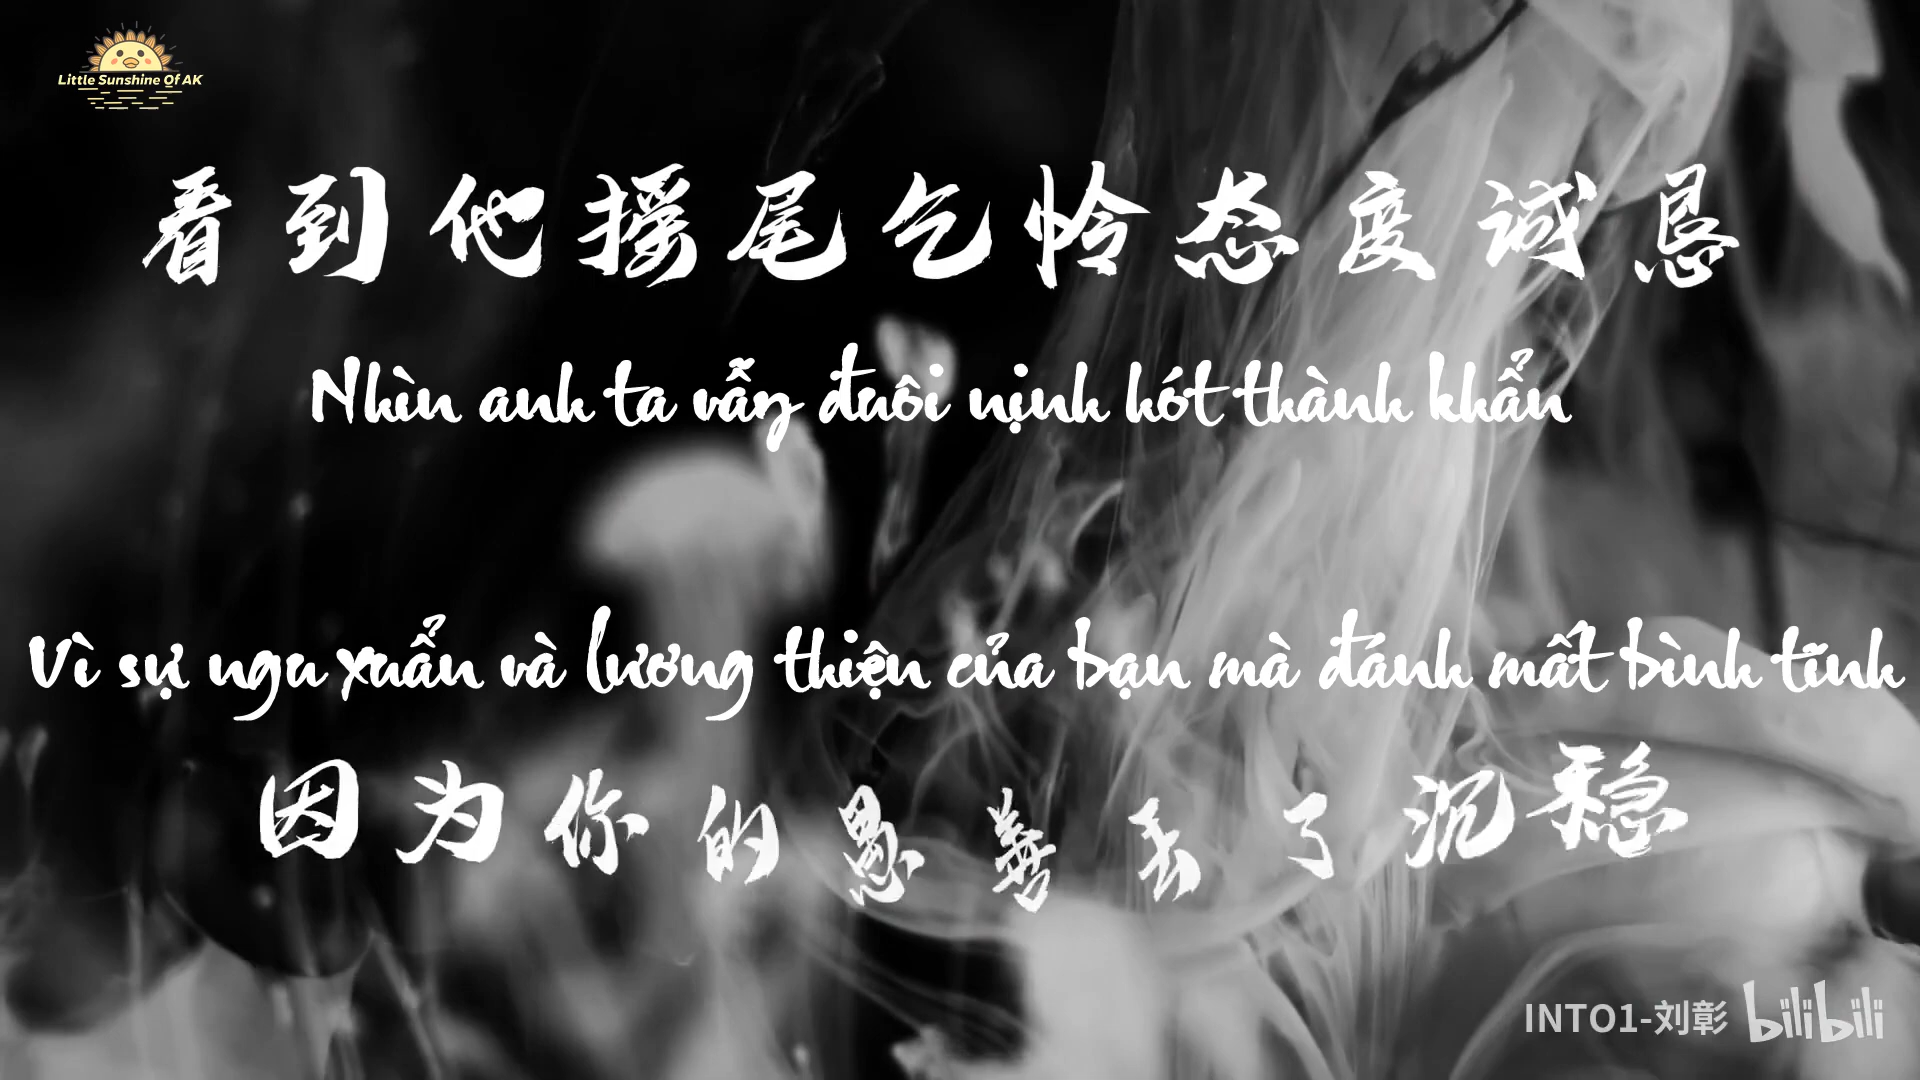 Little Sunshine Of AK
看到他摇尾乞怜态度诚恳
Nhìn anh ta vẫy đuôi nịnh hót thành khẩn
Vì sự ngu xuẩn và lương thiện của bạn mà đánh mất bình tĩnh
因为你的愚善丢了沉稳
INTO1-刘彰 bilibili